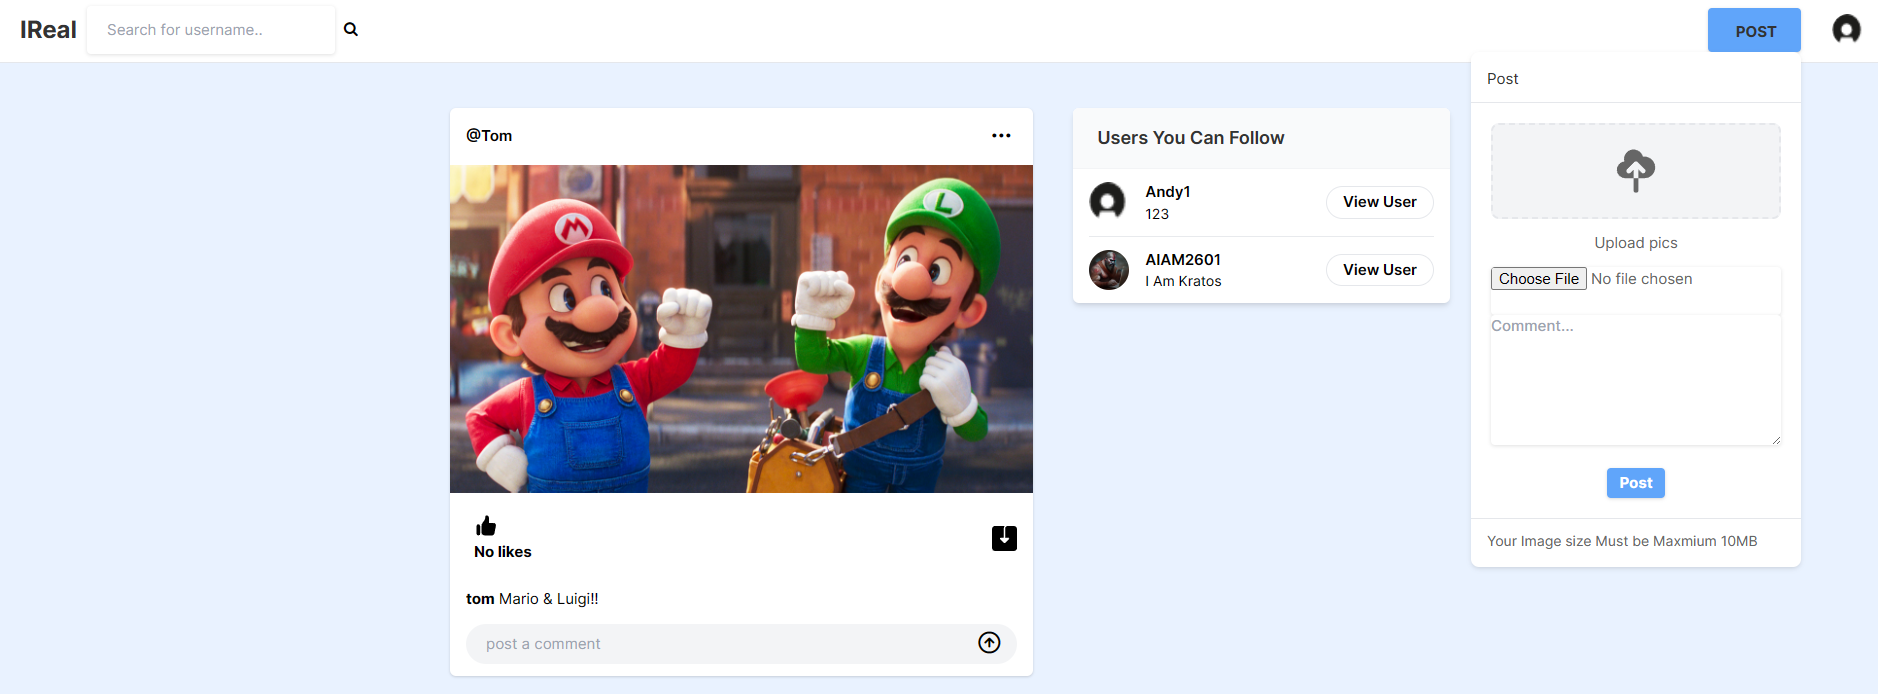 IReal
Search for username..
POST
Post
Upload pics
Choose File No file chosen
Comment...
Post
Your Image size Must be Maxmium 10MB
@Tom
M
L
No likes
tom Mario & Luigi!!
post a comment
Users You Can Follow
Andy1
123
View User
AIAM2601
I Am Kratos
View User